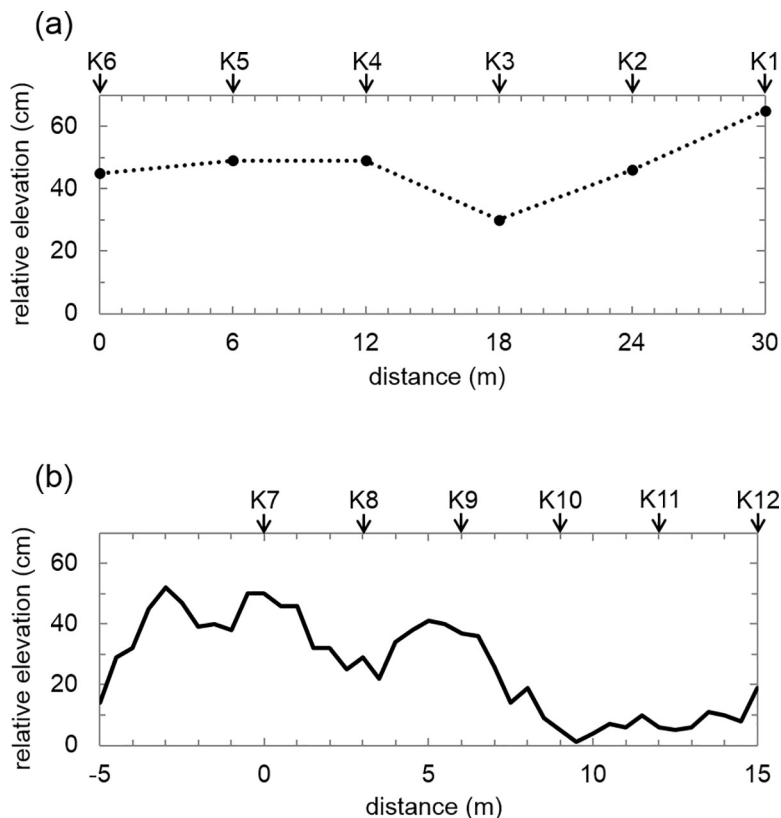 (a)
K6 K5 K4 K3 K2 K1
relative elevation (cm)
60
40
20
0
0 6 12 18 24 30
distance (m)
(b)
K7 K8 K9 K10 K11 K12
relative elevation (cm)
60
40
20
0
-5 0 5 10 15
distance (m)